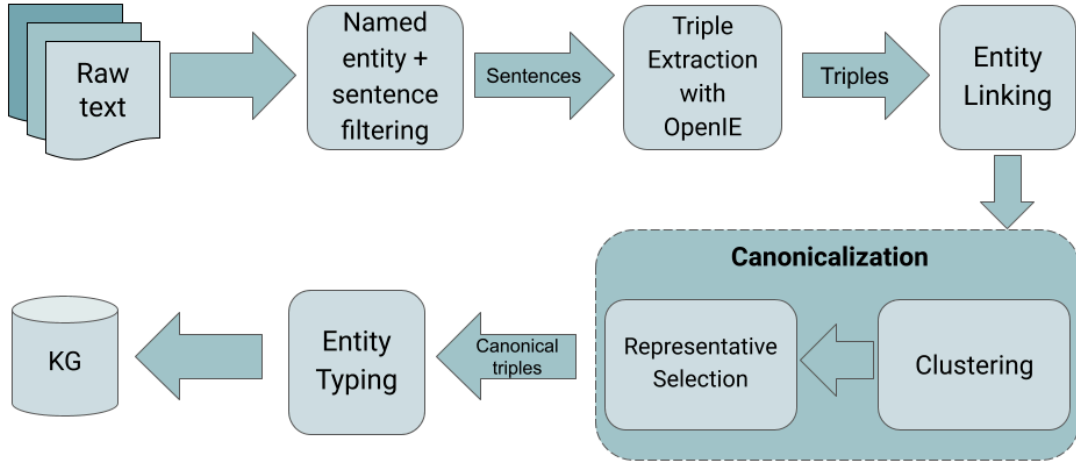 Raw
text
Named
entity +
sentence
filtering
Sentences
Triple
Extraction
with
OpenIE
Triples
Entity
Linking
Canonicalization
Clustering
Representative
Selection
Canonical
triples
Entity
Typing
KG